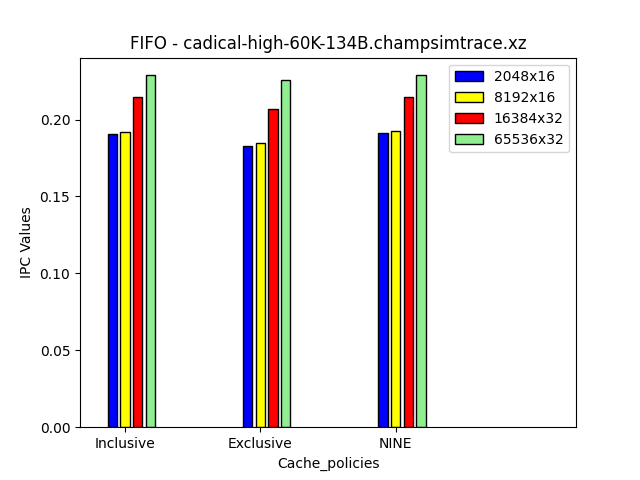 FIFO - cadical-high-60K-134B.champsimtrace.xz
2048x16
8192x16
16384x32
65536x32
0.20
0.15
0.10
0.05
0.00
IPC Values
Inclusive Exclusive NINE
Cache_policies